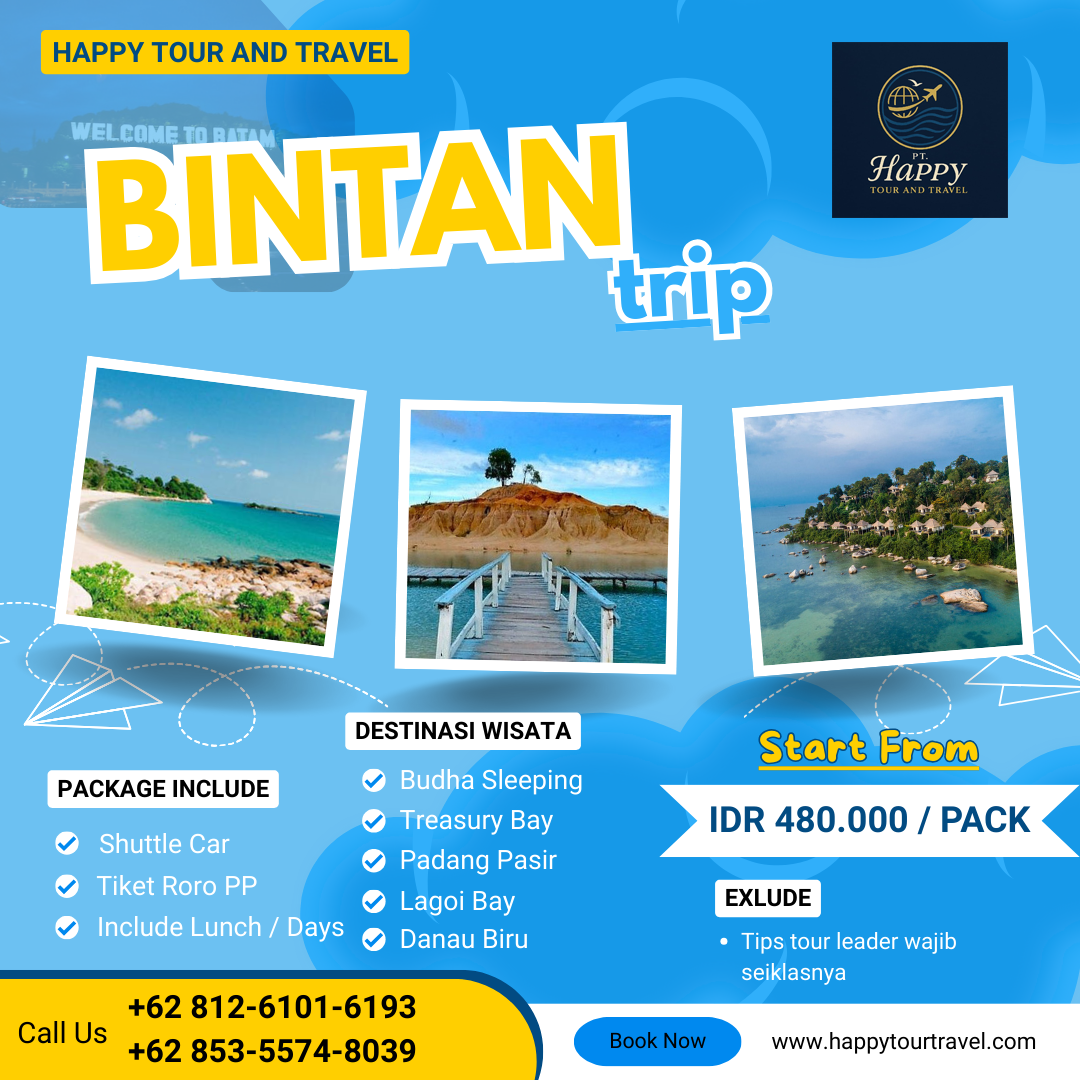 HAPPY TOUR AND TRAVEL
WELCOME TO BATAM
PT.
Happy
TOUR AND TRAVEL
BINTAN
trip
PACKAGE INCLUDE
Shuttle Car
Tiket Roro PP
Include Lunch / Days
DESTINASI WISATA
Budha Sleeping
Treasury Bay
Padang Pasir
Lagoi Bay
Danau Biru
Start From
IDR 480.000 / PACK
EXLUDE
• Tips tour leader wajib
seiklasnya
Call Us
+62 812-6101-6193
+62 853-5574-8039
Book Now
www.happytourtravel.com